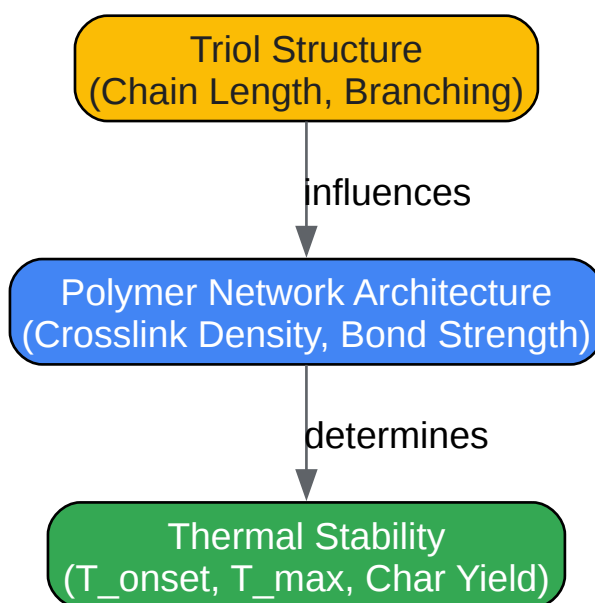 Triol Structure
(Chain Length, Branching)
influences
Polymer Network Architecture
(Crosslink Density, Bond Strength)
determines
Thermal Stability
(T_onset, T_max, Char Yield)